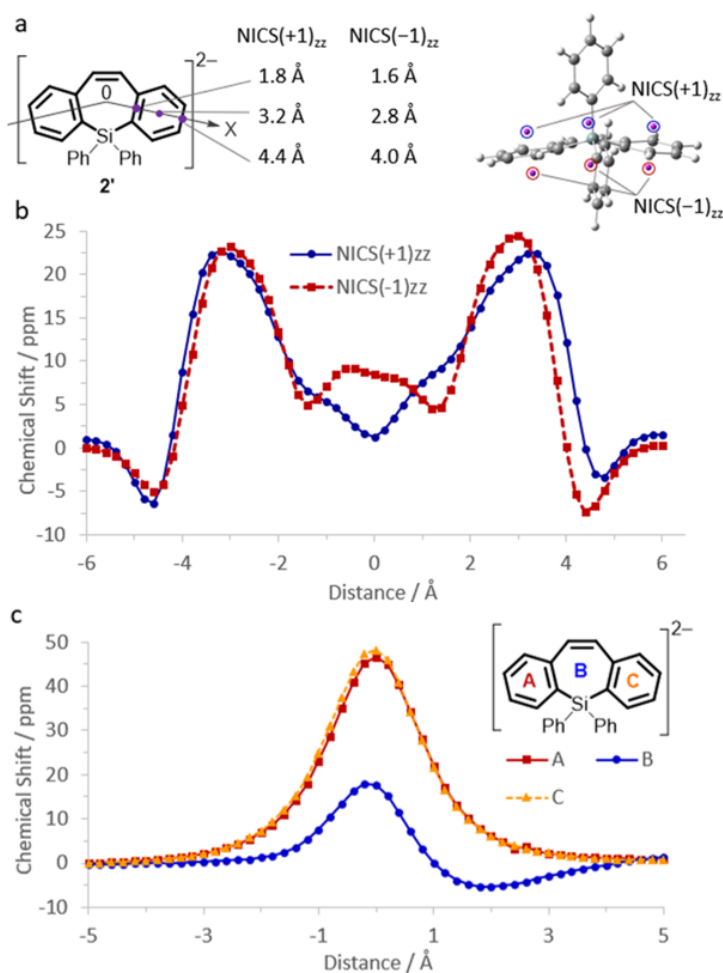 a
NICS(+1)zz NICS(−1)zz
2–
0
1.8 Å 1.6 Å
3.2 Å 2.8 Å
X
Si
Ph Ph
4.4 Å 4.0 Å
2'
NICS(+1)zz
NICS(−1)zz
b
25
20
15
10
5
0
-5
-10
Chemical Shift / ppm
NICS(+1)zz
NICS(-1)zz
-6 -4 -2 0 2 4 6
Distance / Å
c
50
40
30
20
10
0
-10
Chemical Shift / ppm
2–
A B C
Si
Ph Ph
A B
C
-5 -3 -1 1 3 5
Distance / Å